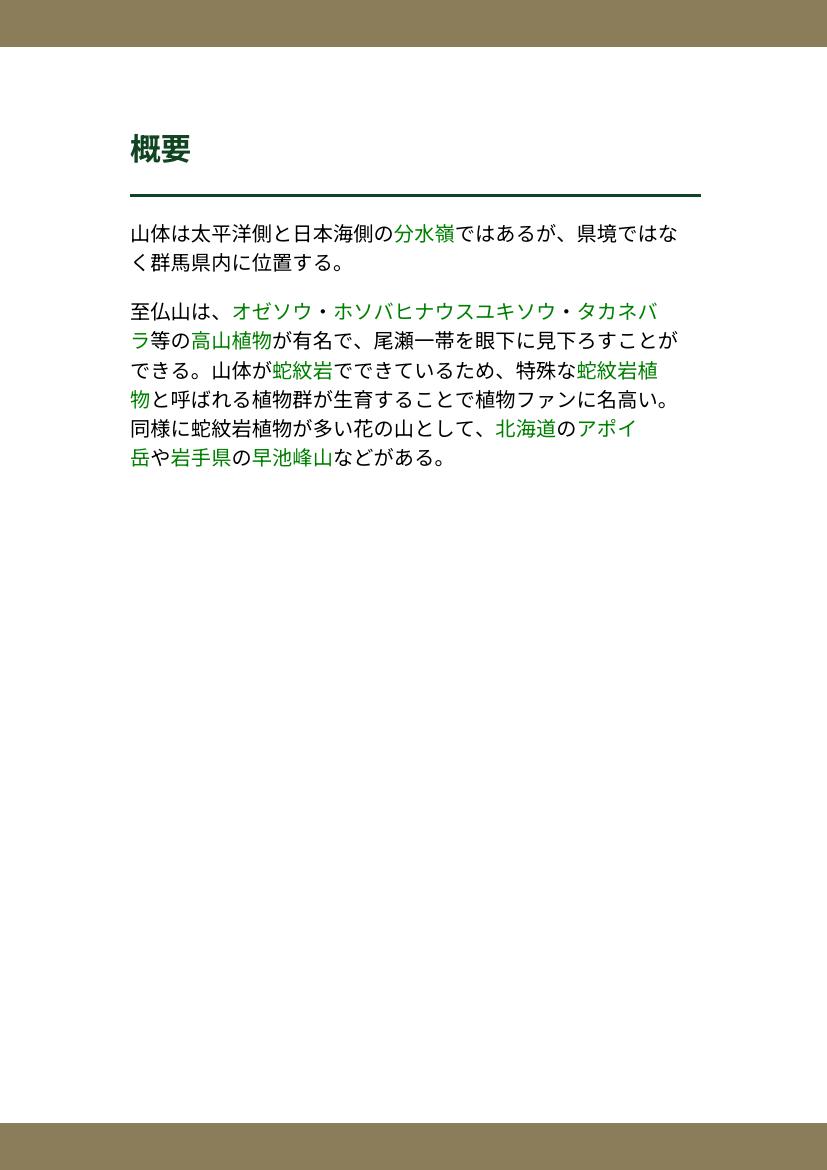 概要
山体は太平洋側と日本海側の分水嶺ではあるが、県境ではな
く群馬県内に位置する。
至仏山は、オゼソウ・ホソバヒナウスユキソウ・タカネバ
ラ等の高山植物が有名で、尾瀬一帯を眼下に見下ろすことが
できる。山体が蛇紋岩でできているため、特殊な蛇紋岩植
物と呼ばれる植物群が生育することで植物ファンに名高い。
同様に蛇紋岩植物が多い花の山として、北海道のアポイ
岳や岩手県の早池峰山などがある。